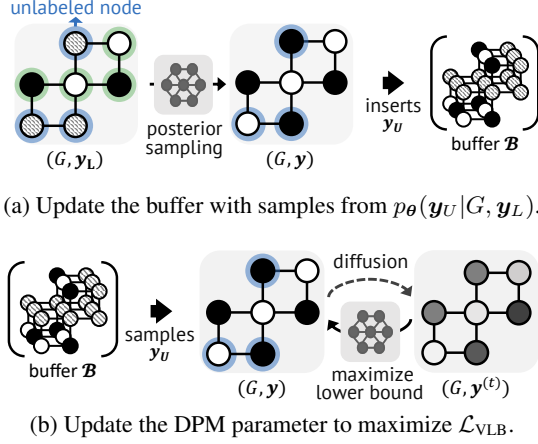 unlabeled node
posterior
sampling
inserts
𝒚_U
(G, 𝒚_L)
(G, 𝒚)
buffer 𝓑
(a) Update the buffer with samples from p_θ(𝒚_U|G, 𝒚_L).
diffusion
samples
𝒚_U
maximize
lower bound
buffer 𝓑
(G, 𝒚)
(G, 𝒚^(t))
(b) Update the DPM parameter to maximize ℒ_VLB.